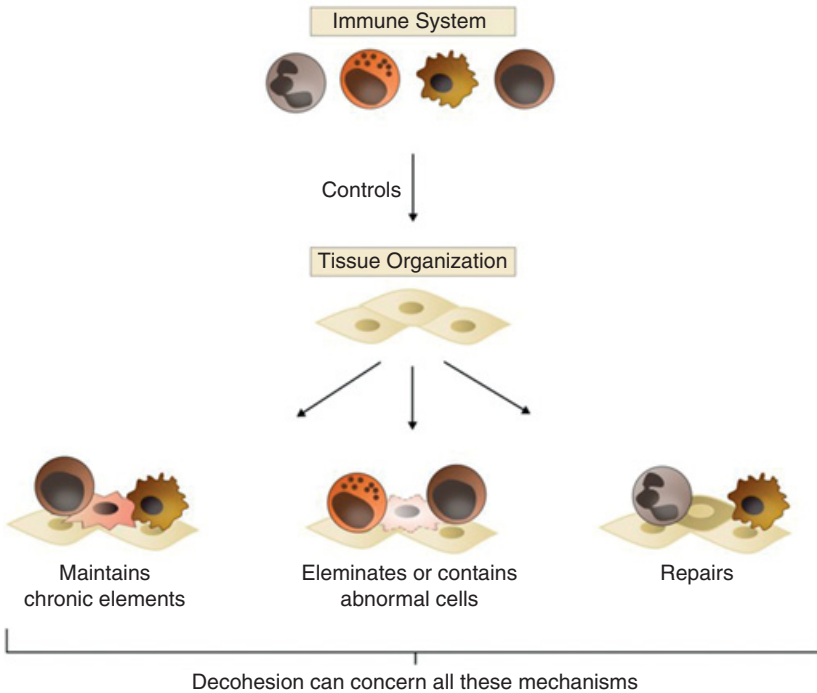 Immune System
Controls
Tissue Organization
Maintains
chronic elements
Eleminates or contains
abnormal cells
Repairs
Decohesion can concern all these mechanisms